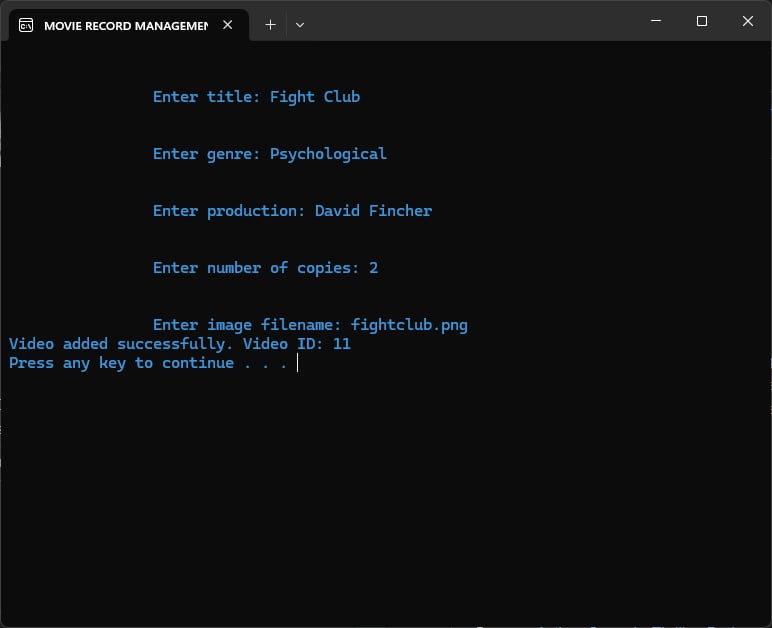 MOVIE RECORD MANAGEMEN
Enter title: Fight Club
Enter genre: Psychological
Enter production: David Fincher
Enter number of copies: 2
Enter image filename: fightclub.png
Video added successfully. Video ID: 11
Press any key to continue . . .